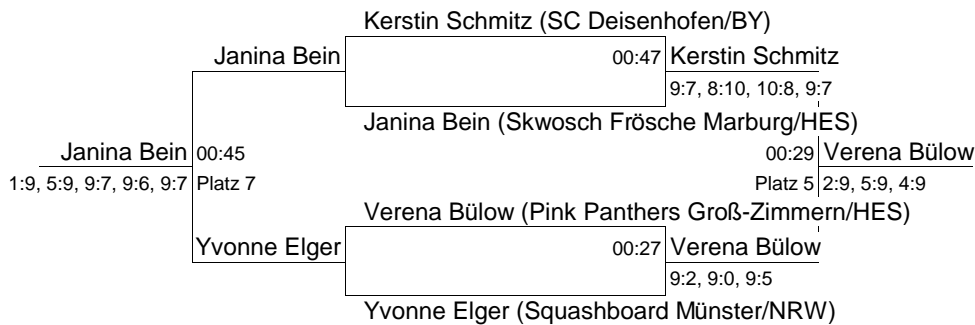 Kerstin Schmitz (SC Deisenhofen/BY)
Janina Bein 00:47 Kerstin Schmitz
9:7, 8:10, 10:8, 9:7
Janina Bein (Skwosch Frösche Marburg/HES)
Janina Bein 00:45 00:29 Verena Bülow
1:9, 5:9, 9:7, 9:6, 9:7 Platz 7 Platz 5 2:9, 5:9, 4:9
Verena Bülow (Pink Panthers Groß-Zimmern/HES)
Yvonne Elger 00:27 Verena Bülow
9:2, 9:0, 9:5
Yvonne Elger (Squashboard Münster/NRW)